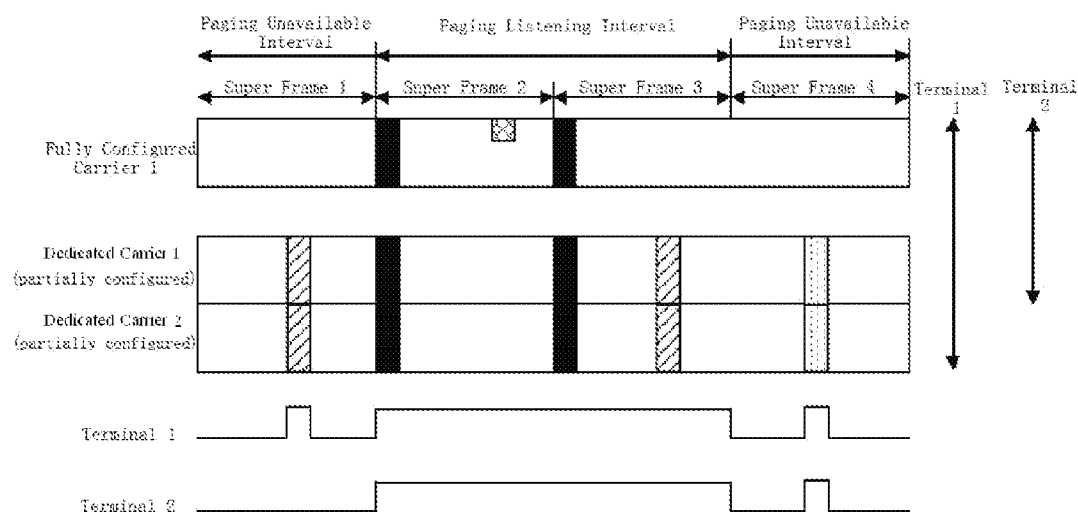 Paging Unavailable
Interval
Paging Listening Interval
Paging Unavailable
Interval
Super Frame 1
Super Frame 2
Super Frame 3
Super Frame 4
Terminal
1
Terminal
2
Fully Configured
Carrier 1
Dedicated Carrier 1
(partially configured)
Dedicated Carrier 2
(partially configured)
Terminal 1
Terminal 2